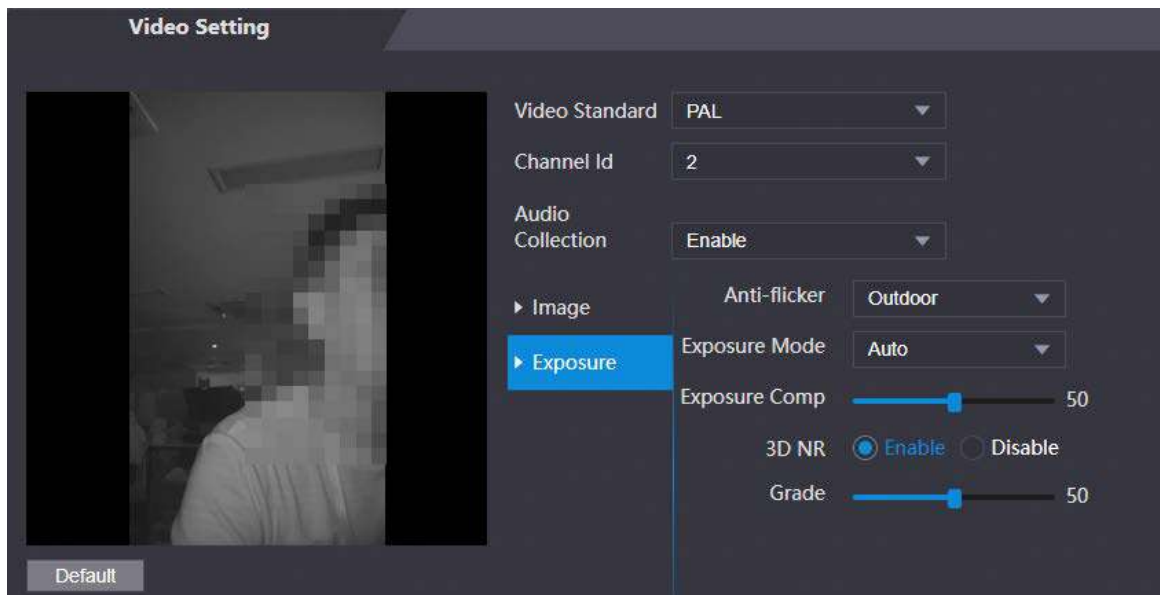 Video Setting
Video Standard PAL
Channel Id 2
Audio
Collection Enable
Image
Exposure
Anti-flicker Outdoor
Exposure Mode Auto
Exposure Comp 50
3D NR Enable Disable
Grade 50
Default